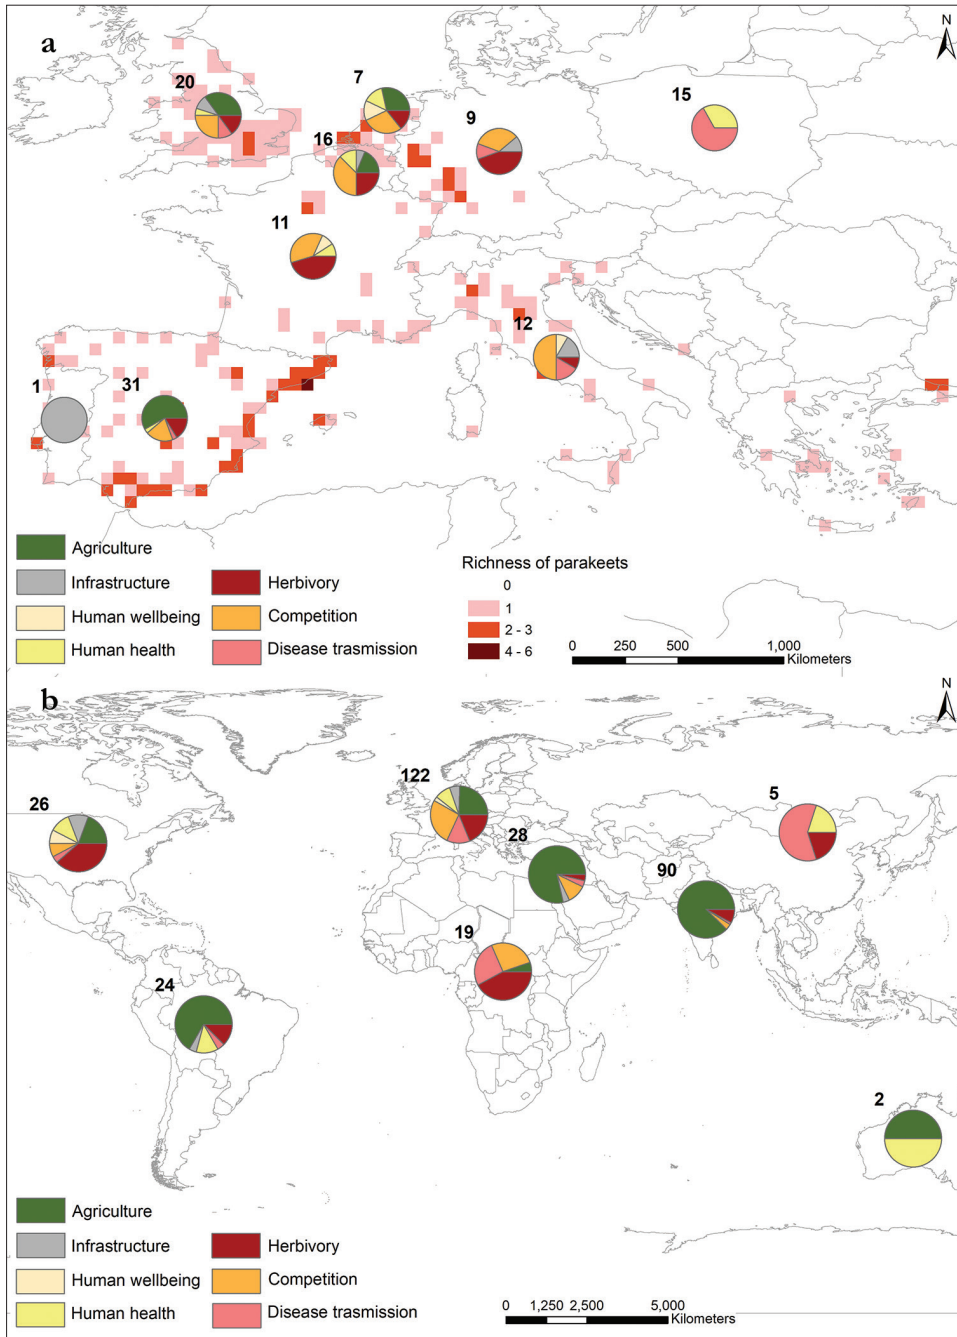 a
N
7
20
15
9
16
11
12
1
31
Agriculture
Infrastructure
Herbivory
Human wellbeing
Competition
Human health
Disease trasmission
Richness of parakeets
0
1
2 - 3
4 - 6
0 250 500 1,000
Kilometers
b
N
122
5
26
28
90
19
24
2
Agriculture
Infrastructure
Herbivory
Human wellbeing
Competition
Human health
Disease trasmission
0 1,250 2,500 5,000
Kilometers